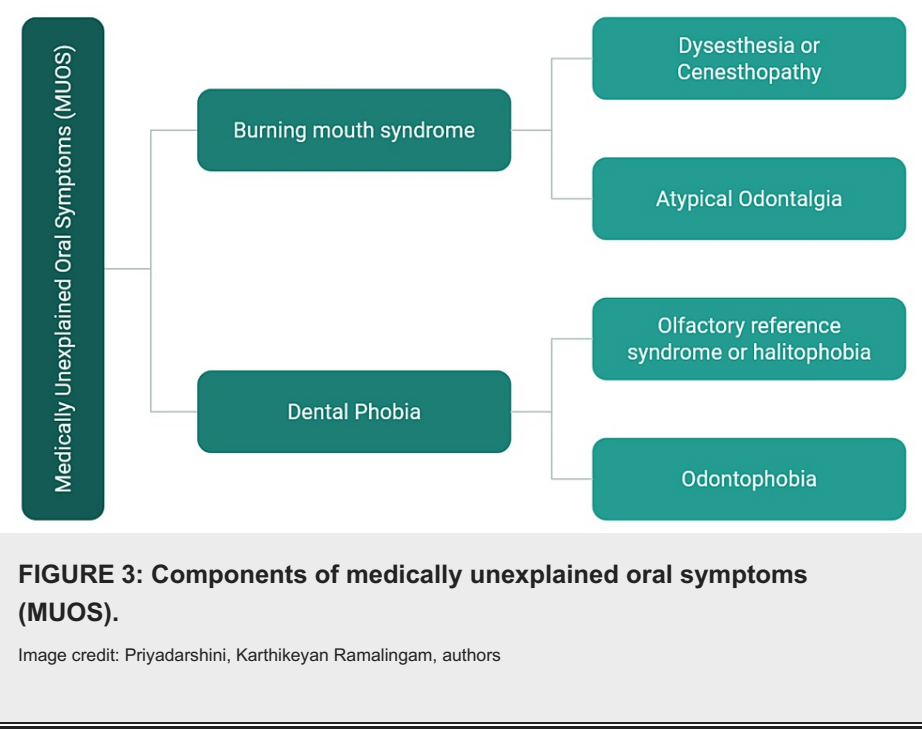 Medically Unexplained Oral Symptoms (MUOS)
Burning mouth syndrome
Dysesthesia or
Cenesthopathy
Atypical Odontalgia
Dental Phobia
Olfactory reference
syndrome or halitophobia
Odontophobia
FIGURE 3: Components of medically unexplained oral symptoms
(MUOS).
Image credit: Priyadarshini, Karthikeyan Ramalingam, authors